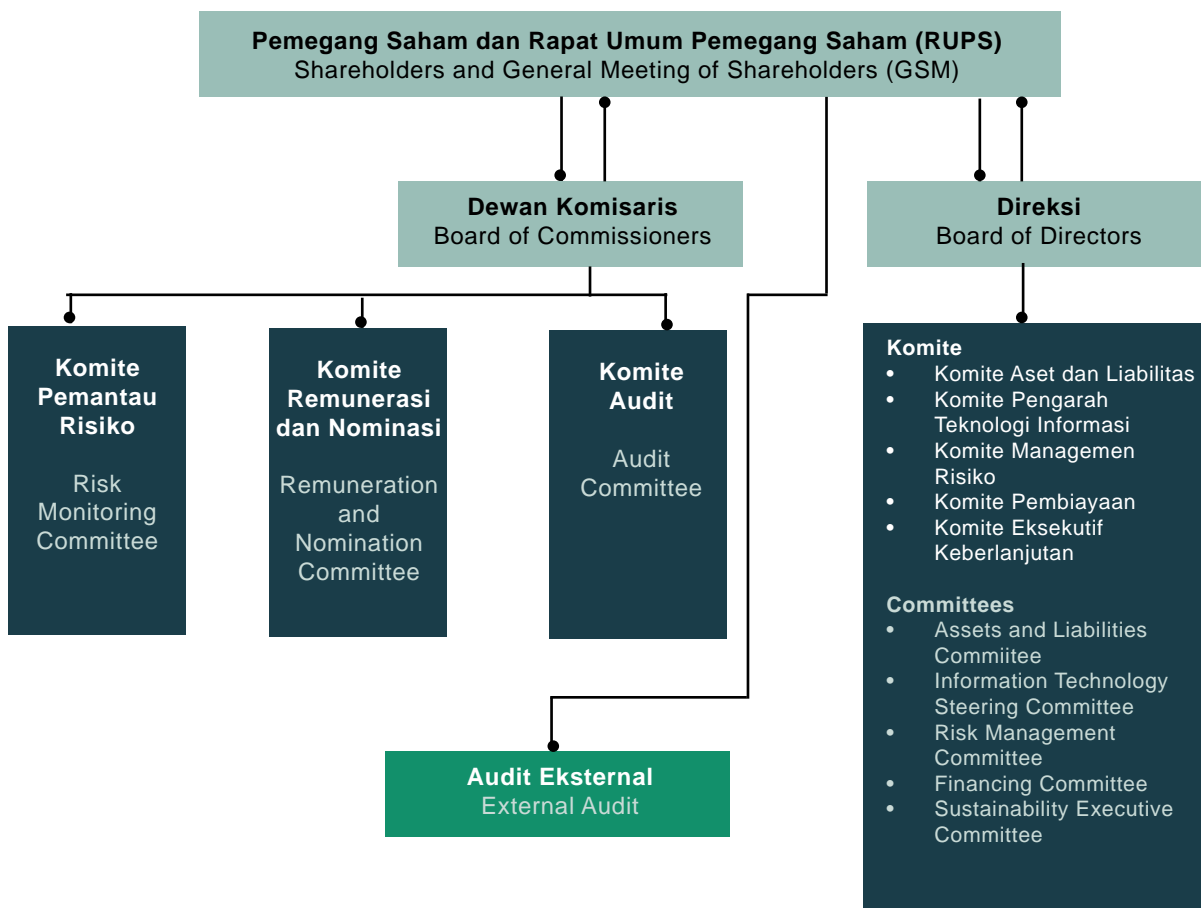 Pemegang Saham dan Rapat Umum Pemegang Saham (RUPS)
Shareholders and General Meeting of Shareholders (GSM)
Dewan Komisaris
Board of Commissioners
Direksi
Board of Directors
Komite
Pemantau
Risiko
Risk
Monitoring
Committee
Komite
Remunerasi
dan Nominasi
Remuneration
and
Nomination
Committee
Komite
Audit
Audit
Committee
Komite
• Komite Aset dan Liabilitas
• Komite Pengarah
Teknologi Informasi
• Komite Managemen
Risiko
• Komite Pembiayaan
• Komite Eksekutif
Keberlanjutan
Committees
• Assets and Liabilities
Commiitee
• Information Technology
Steering Committee
• Risk Management
Committee
• Financing Committee
• Sustainability Executive
Committee
Audit Eksternal
External Audit